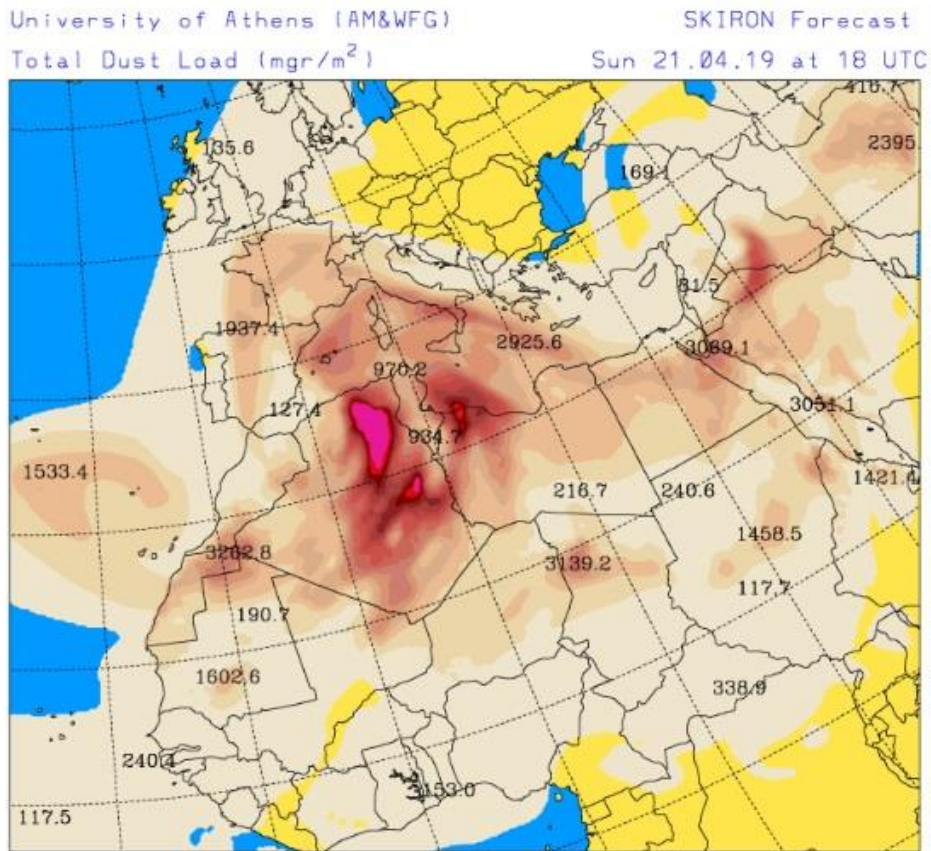 University of Athens (AM&WFG) SKIRON Forecast
Total Dust Load (mgr/m²) Sun 21.04.19 at 18 UTC
416.7
135.6 2395.
169.1
81.5
1937.4 2925.6 3069.1
970.2
127.4 934.7 3051.1
1533.4 216.7 240.6 1421.4
3262.8 3139.2 1458.5
190.7 117.7
1602.6 338.9
240.4
3153.0
117.5